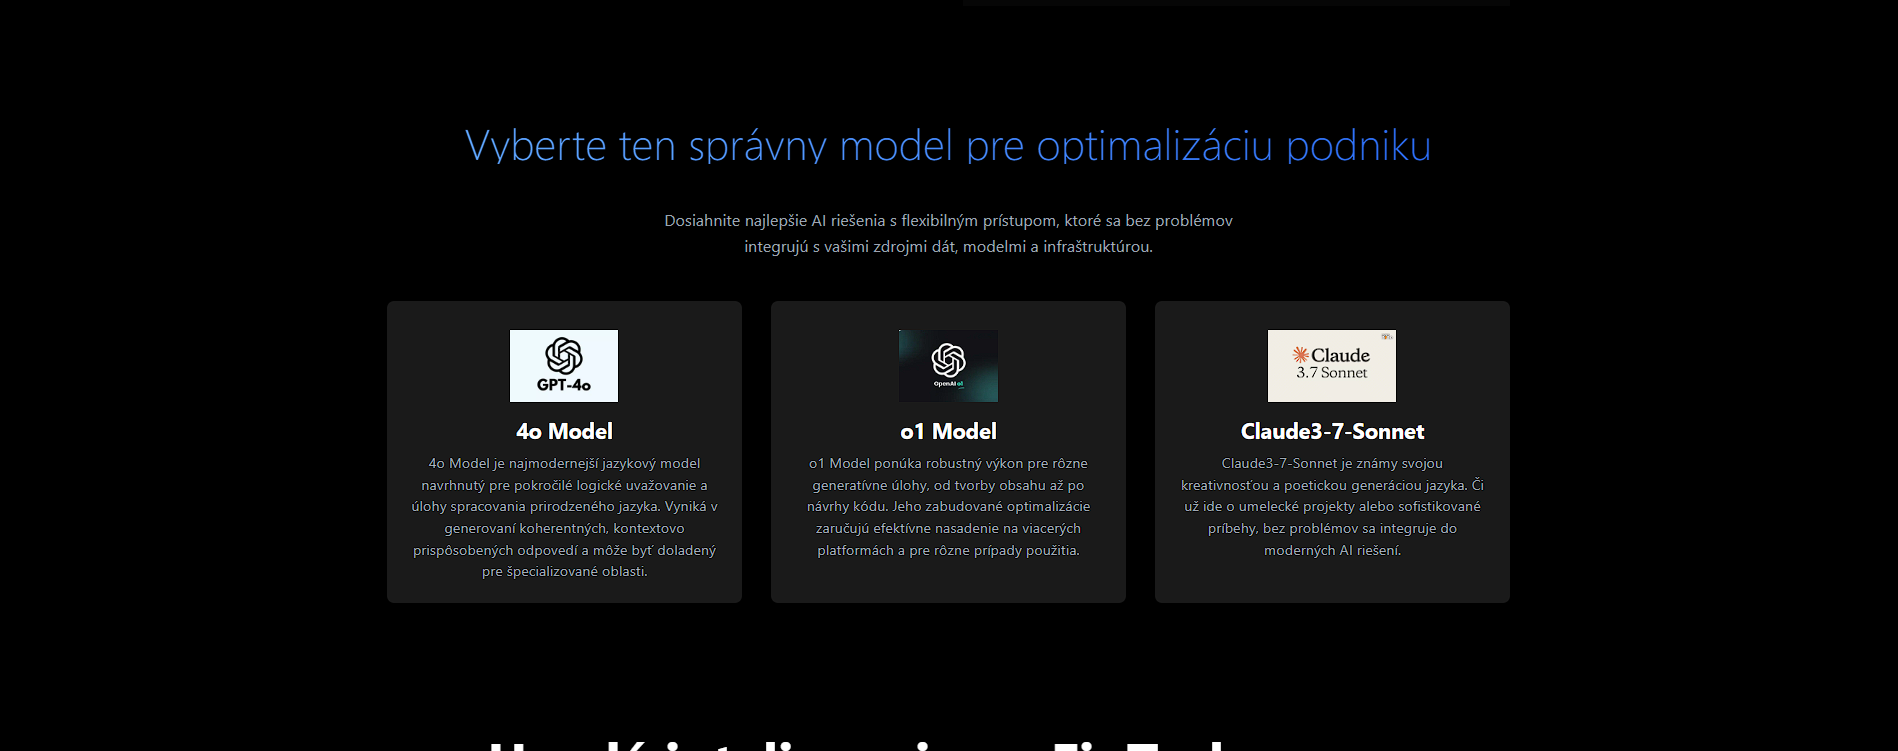 Vyberte ten správny model pre optimalizáciu podniku
Dosiahnite najlepšie AI riešenia s flexibilným prístupom, ktoré sa bez problémov
integrujú s vašimi zdrojmi dát, modelmi a infraštruktúrou.
GPT-4o
4o Model
4o Model je najmodernejší jazykový model
navrhnutý pre pokročilé logické uvažovanie a
úlohy spracovania prirodzeného jazyka. Vyniká v
generovaní koherentných, kontextovo
prispôsobených odpovedí a môže byť doladený
pre špecializované oblasti.
OpenAI o1
o1 Model
o1 Model ponúka robustný výkon pre rôzne
generatívne úlohy, od tvorby obsahu až po
návrhy kódu. Jeho zabudované optimalizácie
zaručujú efektívne nasadenie na viacerých
platformách a pre rôzne prípady použitia.
Claude
3.7 Sonnet
Claude3-7-Sonnet
Claude3-7-Sonnet je známy svojou
kreativnosťou a poetickou generáciou jazyka. Či
už ide o umelecké projekty alebo sofistikované
príbehy, bez problémov sa integruje do
moderných AI riešení.